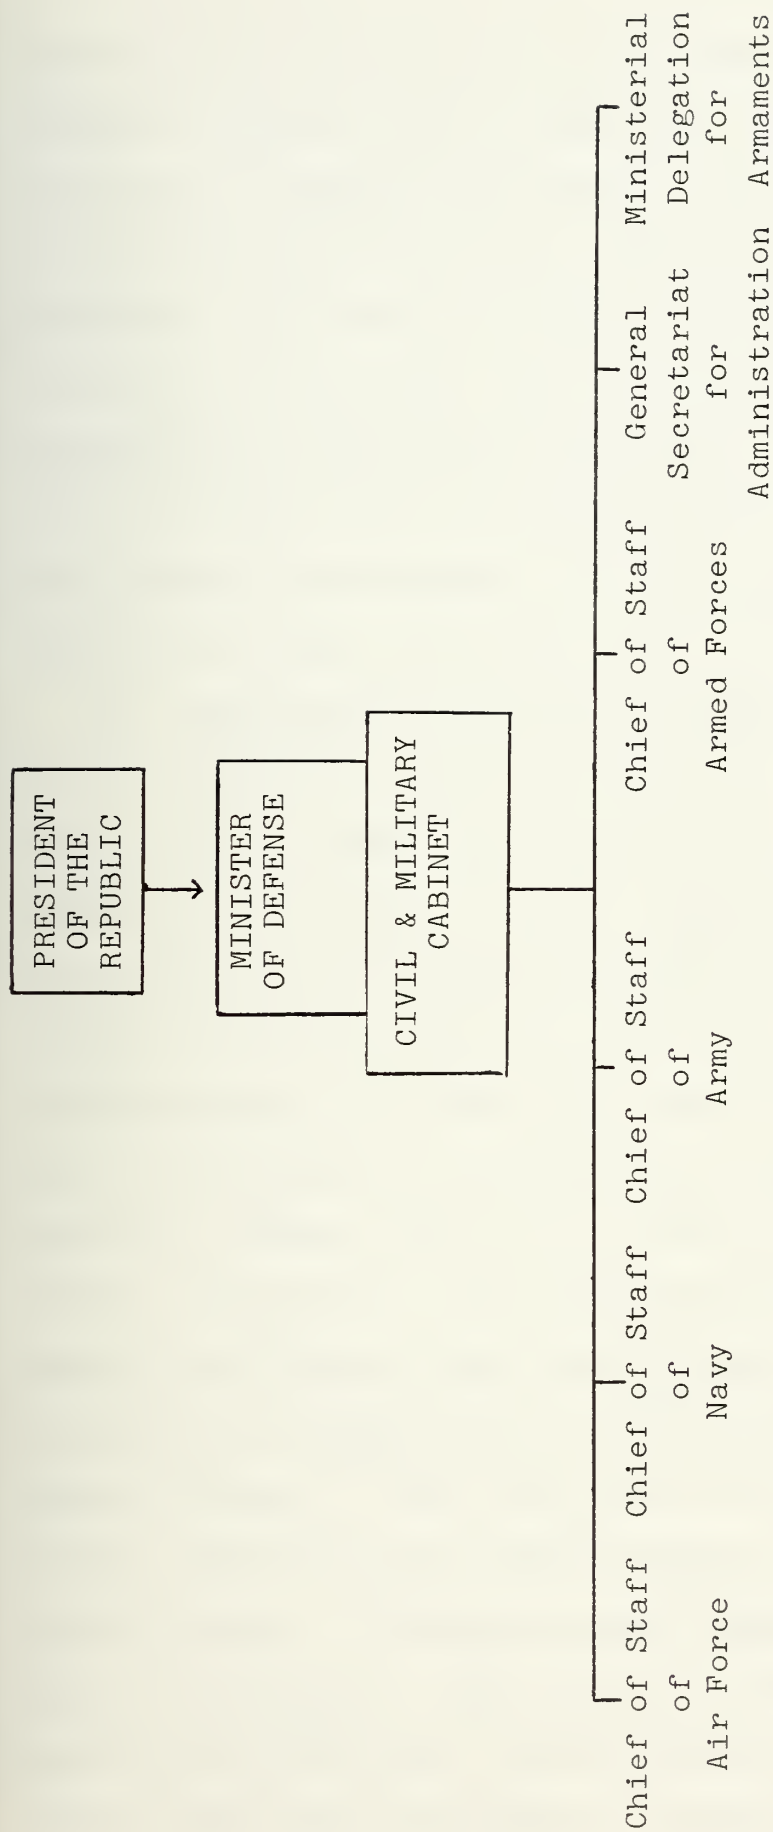 PRESIDENT
OF THE
REPUBLIC
MINISTER
OF DEFENSE
CIVIL & MILITARY
CABINET
Chief of Staff
of
Air Force
Chief of Staff
of
Navy
Chief of Staff
of
Army
Chief of Staff
of
Armed Forces
General
Secretariat
for
Administration
Ministerial
Delegation
for
Armaments